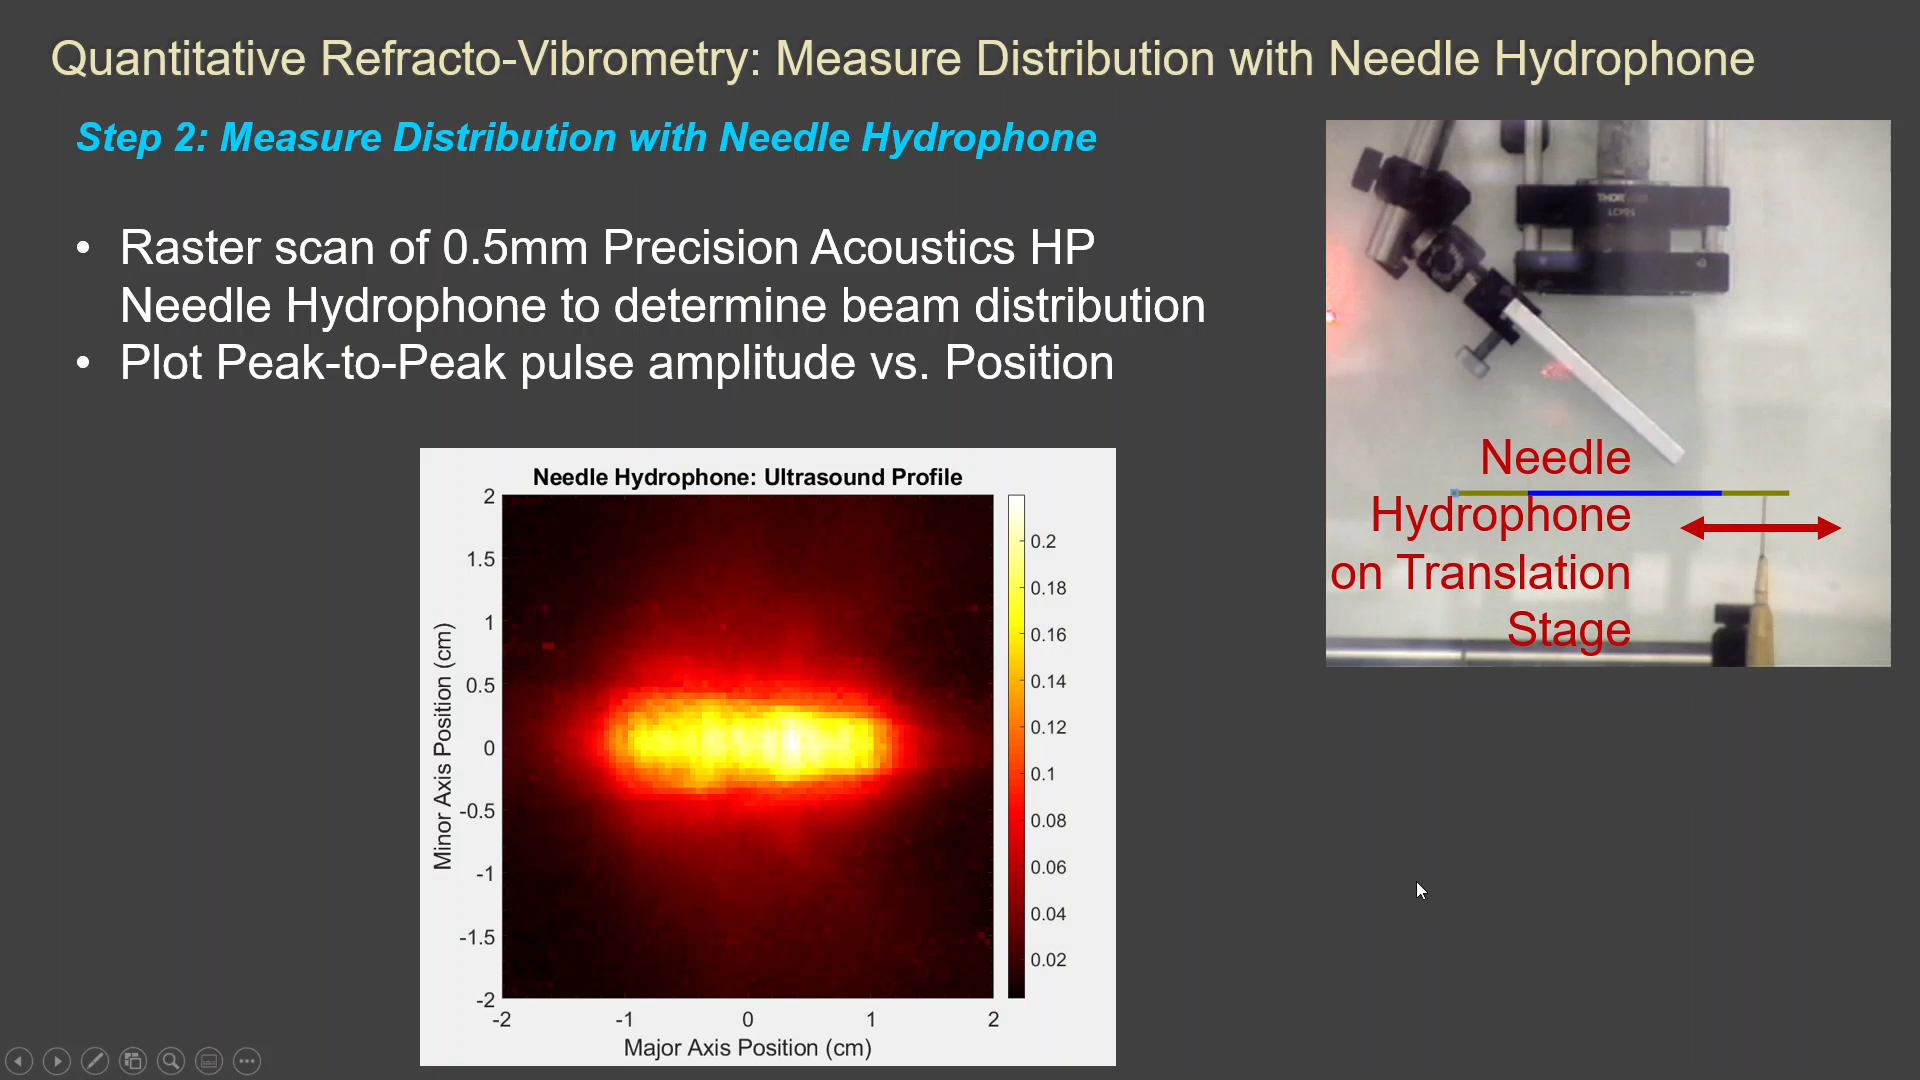 Quantitative Refracto-Vibrometry: Measure Distribution with Needle Hydrophone
Step 2: Measure Distribution with Needle Hydrophone
• Raster scan of 0.5mm Precision Acoustics HP
Needle Hydrophone to determine beam distribution
• Plot Peak-to-Peak pulse amplitude vs. Position
LCP01
Needle
Hydrophone
on Translation
Stage
Needle Hydrophone: Ultrasound Profile
2
1.5
1
0.5
0
-0.5
-1
-1.5
-2
Minor Axis Position (cm)
-2 -1 0 1 2
Major Axis Position (cm)
0.2
0.18
0.16
0.14
0.12
0.1
0.08
0.06
0.04
0.02